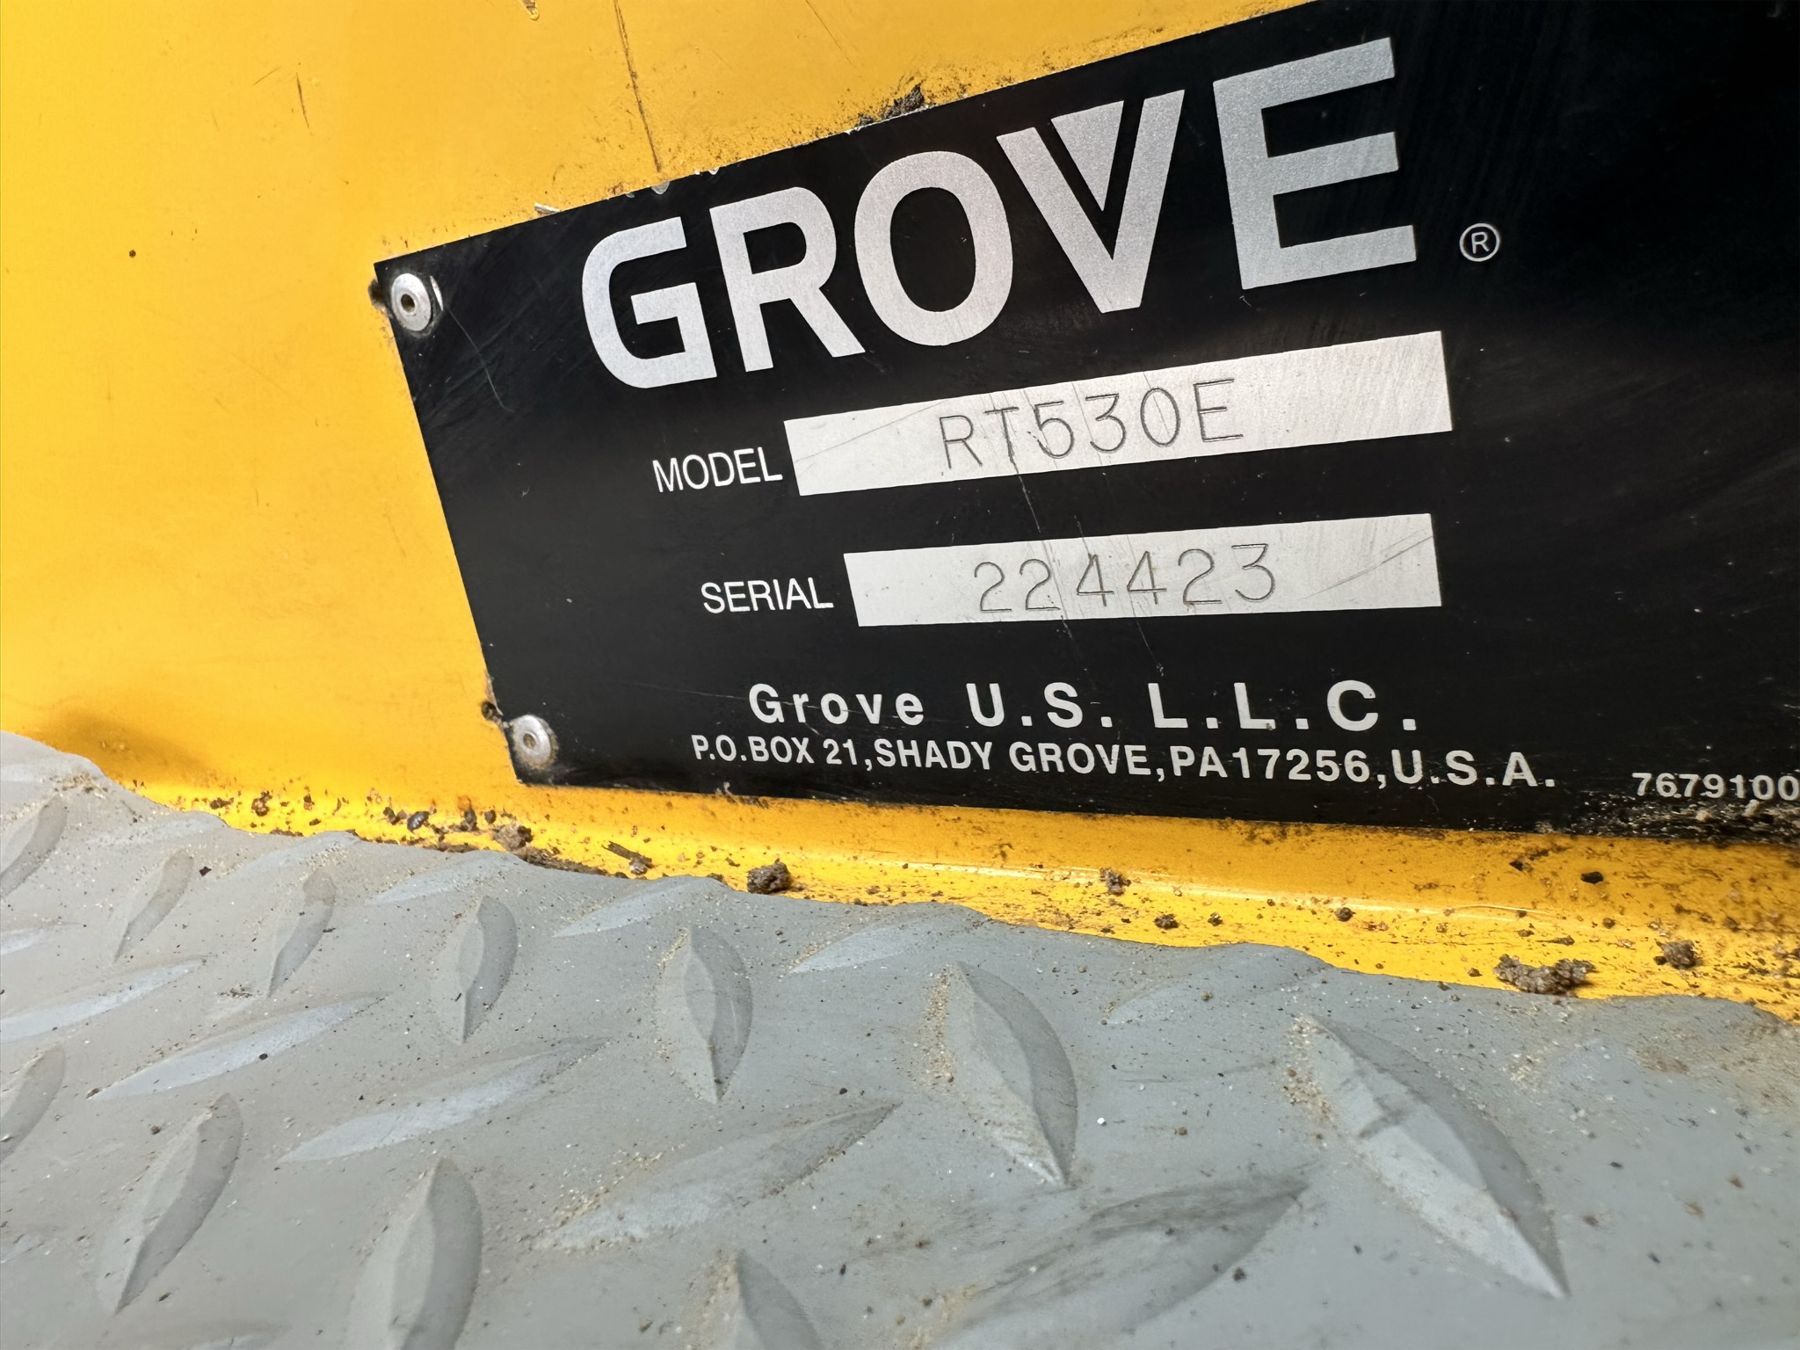 GROVE®
MODEL RT530E
SERIAL 224423
Grove U.S. L.L.C.
P.O.BOX 21,SHADY GROVE,PA17256,U.S.A.
7679100